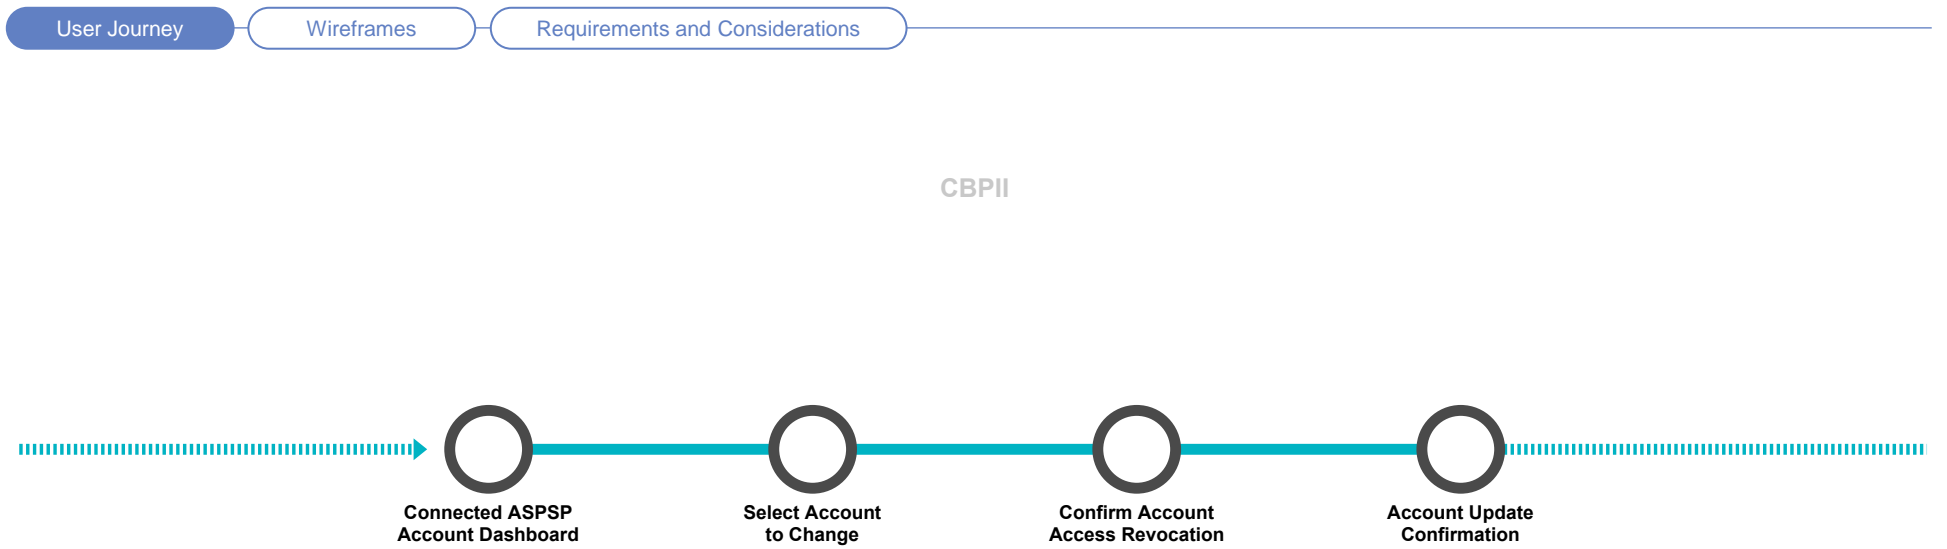 User Journey
Wireframes
Requirements and Considerations
CBPII
Connected ASPSP
Account Dashboard
Select Account
to Change
Confirm Account
Access Revocation
Account Update
Confirmation